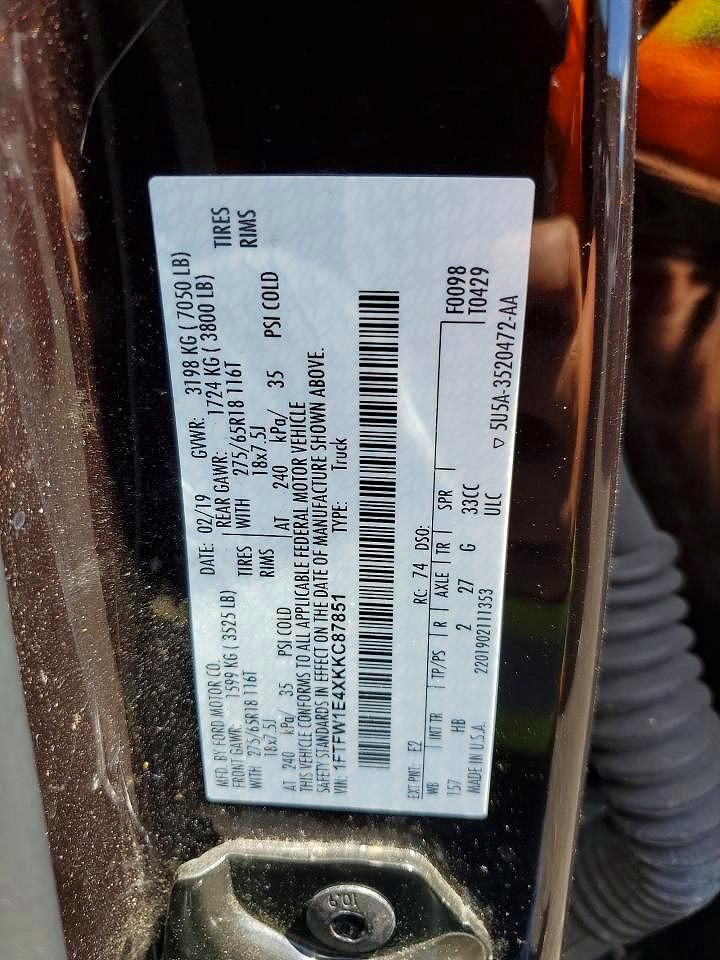 MFD. BY FORD MOTOR CO. DATE: 02/19 GVWR: 3198 KG ( 7050 LB)
FRONT GAWR: 1599 KG ( 3525 LB) REAR GAWR: 1724 KG ( 3800 LB)
WITH 275/65R18 116T TIRES WITH 275/65R18 116T TIRES
18x7.5J RIMS 18x7.5J RIMS
AT 240 kPa/ 35 PSI COLD AT 240 kPa/ 35 PSI COLD
THIS VEHICLE CONFORMS TO ALL APPLICABLE FEDERAL MOTOR VEHICLE
SAFETY STANDARDS IN EFFECT ON THE DATE OF MANUFACTURE SHOWN ABOVE.
VIN: 1FTFW1E4XKKC87851 TYPE: Truck
EXT PNT: E2 RC: 74 DSO:
WB INT TR TP/PS R AXLE TR SPR F0098
157 HB 2 27 G 33CC T0429
ULC
MADE IN U.S.A. 2201902111353 5U5A-3520472-AA
10.9